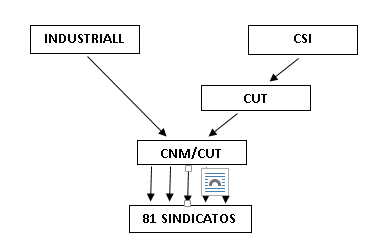 INDUSTRIALL
CSI
CUT
CNM/CUT
81 SINDICATOS